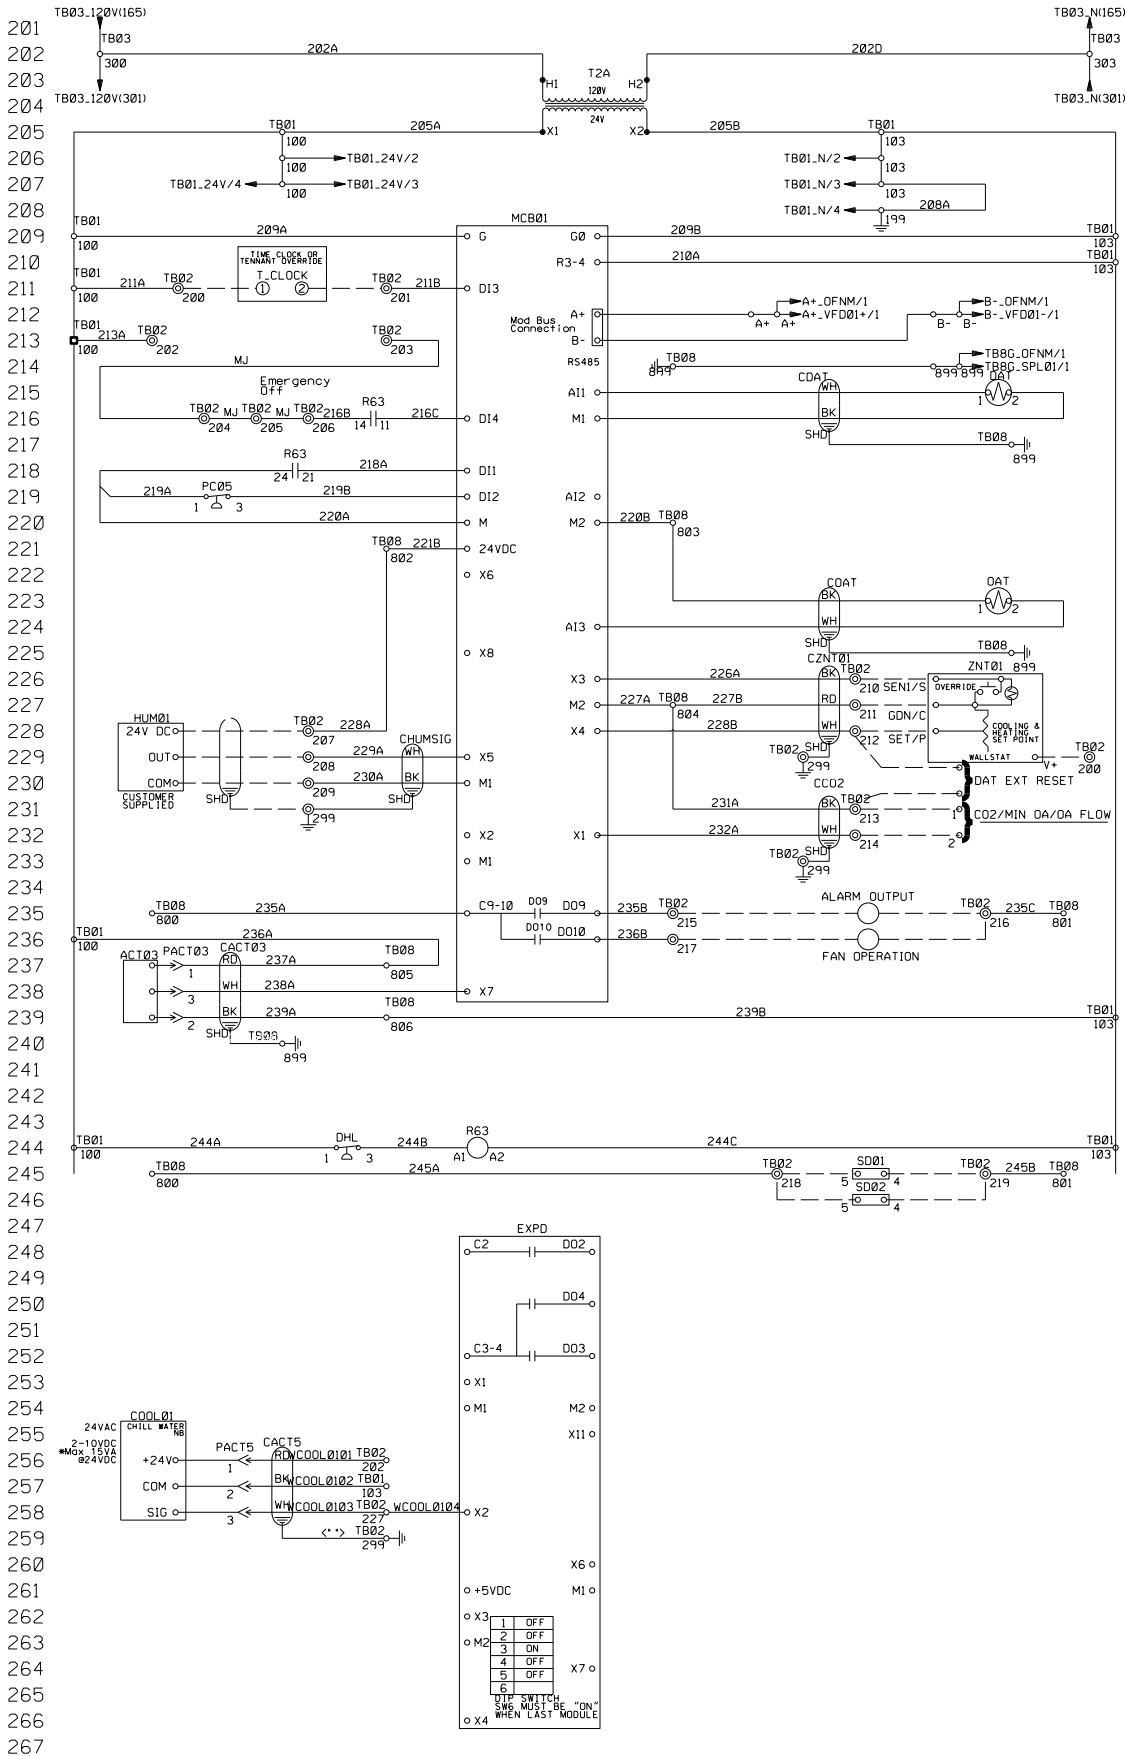 TB03_120V(165) TB03_N(165)
201
TB03 TB03
202 202A 202D
300 303
203 H1 T2A H2
120V
TB03_120V(301) TB03_N(301)
204
24V
205 TB01 205A X1 X2 205B TB01
100 103
206 TB01_24V/2 TB01_N/2
100 103
207 TB01_24V/4 TB01_24V/3 TB01_N/3
100 103
208 TB01_N/4 208A
TB01 MCB01 199
209 209A G G0 209B TB01
100 103
TIME CLOCK OR
TENNANT OVERRIDE
210 R3-4 210A TB01
103
TB01 211A TB02 T_CLOCK TB02 211B
211 1 2 DI3
100 200 201
A+_OFNM/1 B-_OFNM/1
212 A+ A+_VFD01+/1 B-_VFD01-/1
Mod Bus
Connection
A+ A+ B- B-
TB01 213A TB02 TB02
213 B-
100 202 203
TB8G_OFNM/1
214 MJ RS485 TB08 TB8G_SPL01/1
899 899 899
Emergency
Off
CDAT OAT
215 AI1 WH 1 2
R63
216 TB02 MJ TB02 MJ TB02 216B 216C DI4 M1 BK
204 205 206 14 11
217 SHD TB08
899
R63
218 218A DI1
24 21
219 219A PC05 219B DI2 AI2
1 3
220 220A M M2 220B TB08
803
221 TB08 221B 24VDC
802
222 X6
COAT OAT
223 BK 1 2
224 AI3 WH
225 X8 SHD TB08
899
CZNT01 ZNT01
226 X3 226A BK TB02
210 SEN1/S OVERRIDE
227 M2 227A TB08 227B RD
804 211 GDN/C
HUM01
228 24V DC TB02 228A X4 228B WH COOLING &
HEATING
SET POINT
207 CHUMSIG 212 SET/P
229 OUT 229A WH X5 TB02 SHD WALLSTAT V+ TB02
208 299 200
230 COM 230A BK M1 CCO2 DAT EXT RESET
CUSTOMER
SUPPLIED
209
SHD SHD
231 299 231A BK TB02 1
213 CO2/MIN OA/OA FLOW
232 X2 X1 232A WH 2
214
233 M1 TB02 SHD
299
234
ALARM OUTPUT
235 TB08 235A C9-10 DO9 DO9 235B TB02 TB02 235C TB08
800 215 216 801
236 TB01 236A DO10 DO10 236B
100 217
ACT03 PACT03 CACT03 FAN OPERATION
237 RD 237A TB08
1 805
238 WH 238A X7
3
239 BK 239A TB08 239B TB01
2 806 103
240 SHD TB08
899
241
242
243
244 TB01 244A DHL 244B R63 244C TB01
100 1 3 A1 A2 103
245 TB08 245A TB02 SD01 TB02 245B TB08
800 218 5 4 219 801
246 SD02
5 4
247
EXPD
248 C2 DO2
249
250 DO4
251
252 C3-4 DO3
253 X1
254 M1 M2
COOL01
24VAC CHILL WATER
NB
255 X11
2-10VDC
*Max 15VA
@24VDC
PACT5 CACT5
256 +24V RD WCOOL0101 TB02
1 202
257 COM BK WCOOL0102 TB01
2 103
258 SIG WH WCOOL0103 TB02 WCOOL0104 X2
3 227
259 <" "> TB02
299
260 X6
261 +5VDC M1
262 X3
1 OFF
2 OFF
263 M2
3 ON
4 OFF
264 X7
5 OFF
6
265
DIP SWITCH
SW6 MUST BE "ON"
WHEN LAST MODULE
266 X4
267